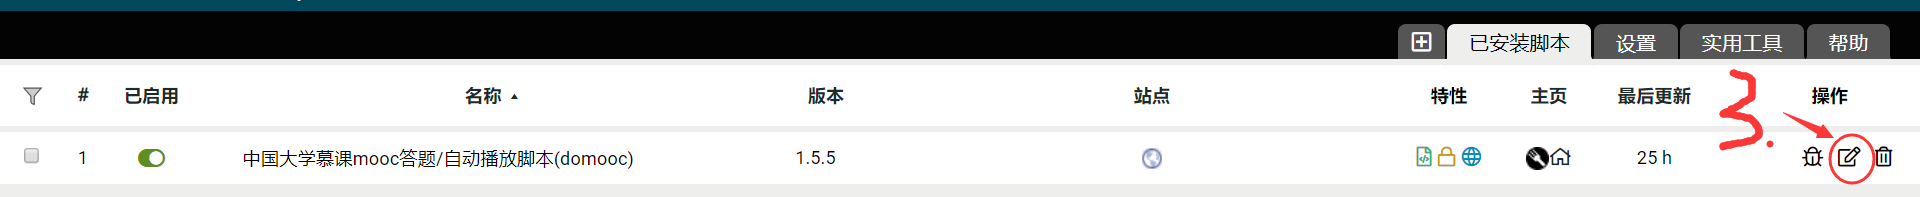 已安装脚本 设置 实用工具 帮助
# 已启用 名称 版本 站点 特性 主页 最后更新 操作
3.
1 中国大学慕课mooc答题/自动播放脚本(domooc) 1.5.5 25 h